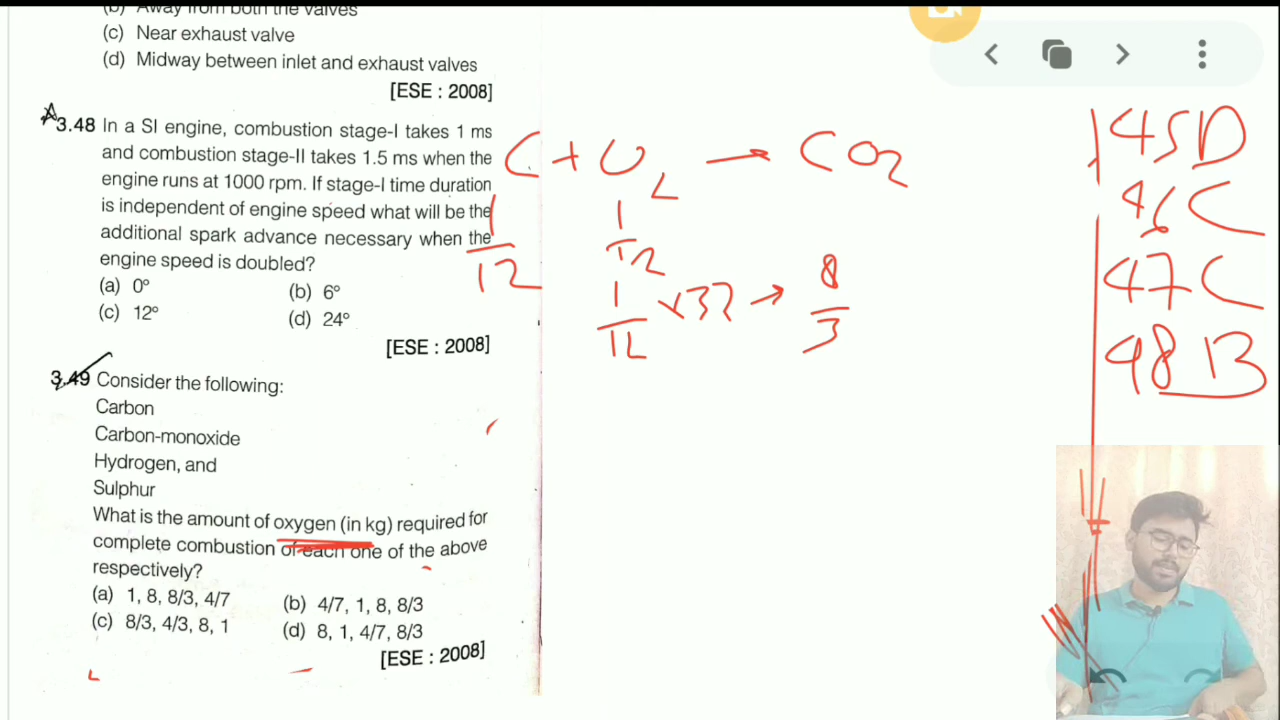 (b) Away from both the valves
(c) Near exhaust valve
(d) Midway between inlet and exhaust valves
[ESE : 2008]
3.48 In a SI engine, combustion stage-I takes 1 ms
and combustion stage-II takes 1.5 ms when the
engine runs at 1000 rpm. If stage-I time duration
is independent of engine speed what will be the
additional spark advance necessary when the
engine speed is doubled?
(a) 0° (b) 6°
(c) 12° (d) 24°
[ESE : 2008]
3.49 Consider the following:
Carbon
Carbon-monoxide
Hydrogen, and
Sulphur
What is the amount of oxygen (in kg) required for
complete combustion of each one of the above
respectively?
(a) 1, 8, 8/3, 4/7 (b) 4/7, 1, 8, 8/3
(c) 8/3, 4/3, 8, 1 (d) 8, 1, 4/7, 8/3
[ESE : 2008]
C + O2 → CO2
1/12 1/12
1/12 x32 → 8/3
145D
46C
47C
48B